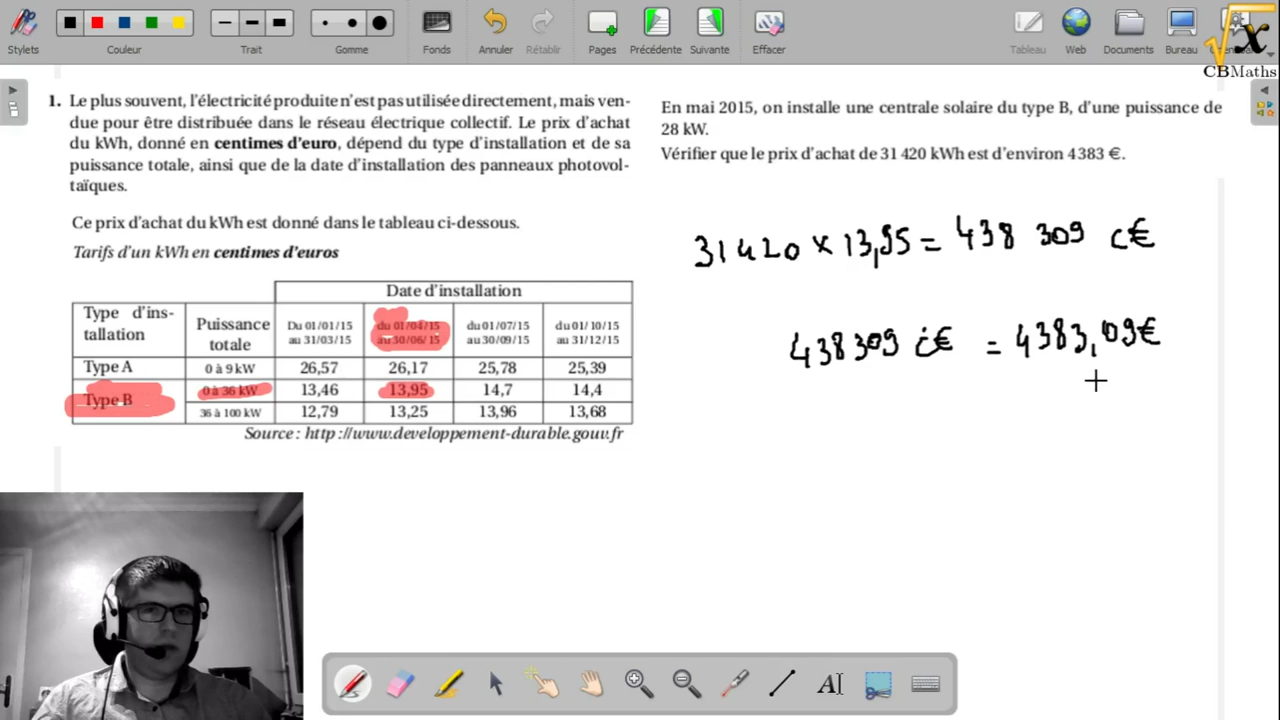 Stylets Couleur Trait Gomme Fonds Annuler Rétablir Pages Précédente Suivante Effacer Tableau Web Documents Bureau
CBMaths
1. Le plus souvent, l'électricité produite n'est pas utilisée directement, mais ven-
due pour être distribuée dans le réseau électrique collectif. Le prix d'achat
du kWh, donné en centimes d'euro, dépend du type d'installation et de sa
puissance totale, ainsi que de la date d'installation des panneaux photovol-
taïques.
Ce prix d'achat du kWh est donné dans le tableau ci-dessous.
Tarifs d'un kWh en centimes d'euros
Date d'installation
Type d'ins-
tallation
Puissance
totale
Du 01/01/15
au 31/03/15
du 01/04/15
au 30/06/15
du 01/07/15
au 30/09/15
du 01/10/15
au 31/12/15
Type A 0 à 9 kW 26,57 26,17 25,78 25,39
Type B 0 à 36 kW 13,46 13,95 14,7 14,4
36 à 100 kW 12,79 13,25 13,96 13,68
Source : http://www.developpement-durable.gouv.fr
En mai 2015, on installe une centrale solaire du type B, d'une puissance de
28 kW.
Vérifier que le prix d'achat de 31 420 kWh est d'environ 4 383 €.
31420 × 13,95 = 438 309 c€
438309 c€ = 4383,09€